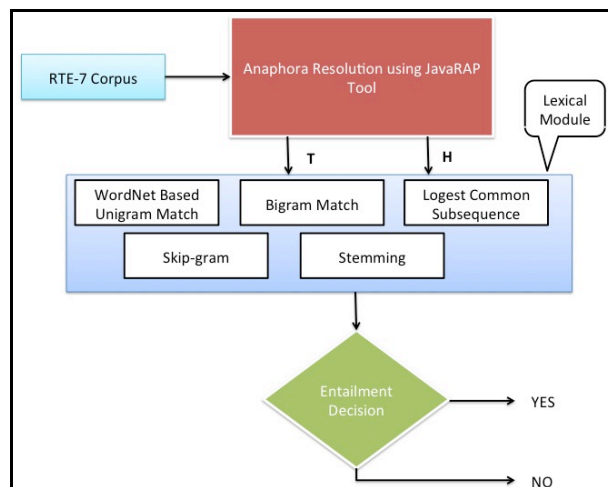 RTE-7 Corpus
Anaphora Resolution using JavaRAP
Tool
Lexical
Module
T
H
WordNet Based
Unigram Match
Bigram Match
Logest Common
Subsequence
Skip-gram
Stemming
Entailment
Decision
YES
NO